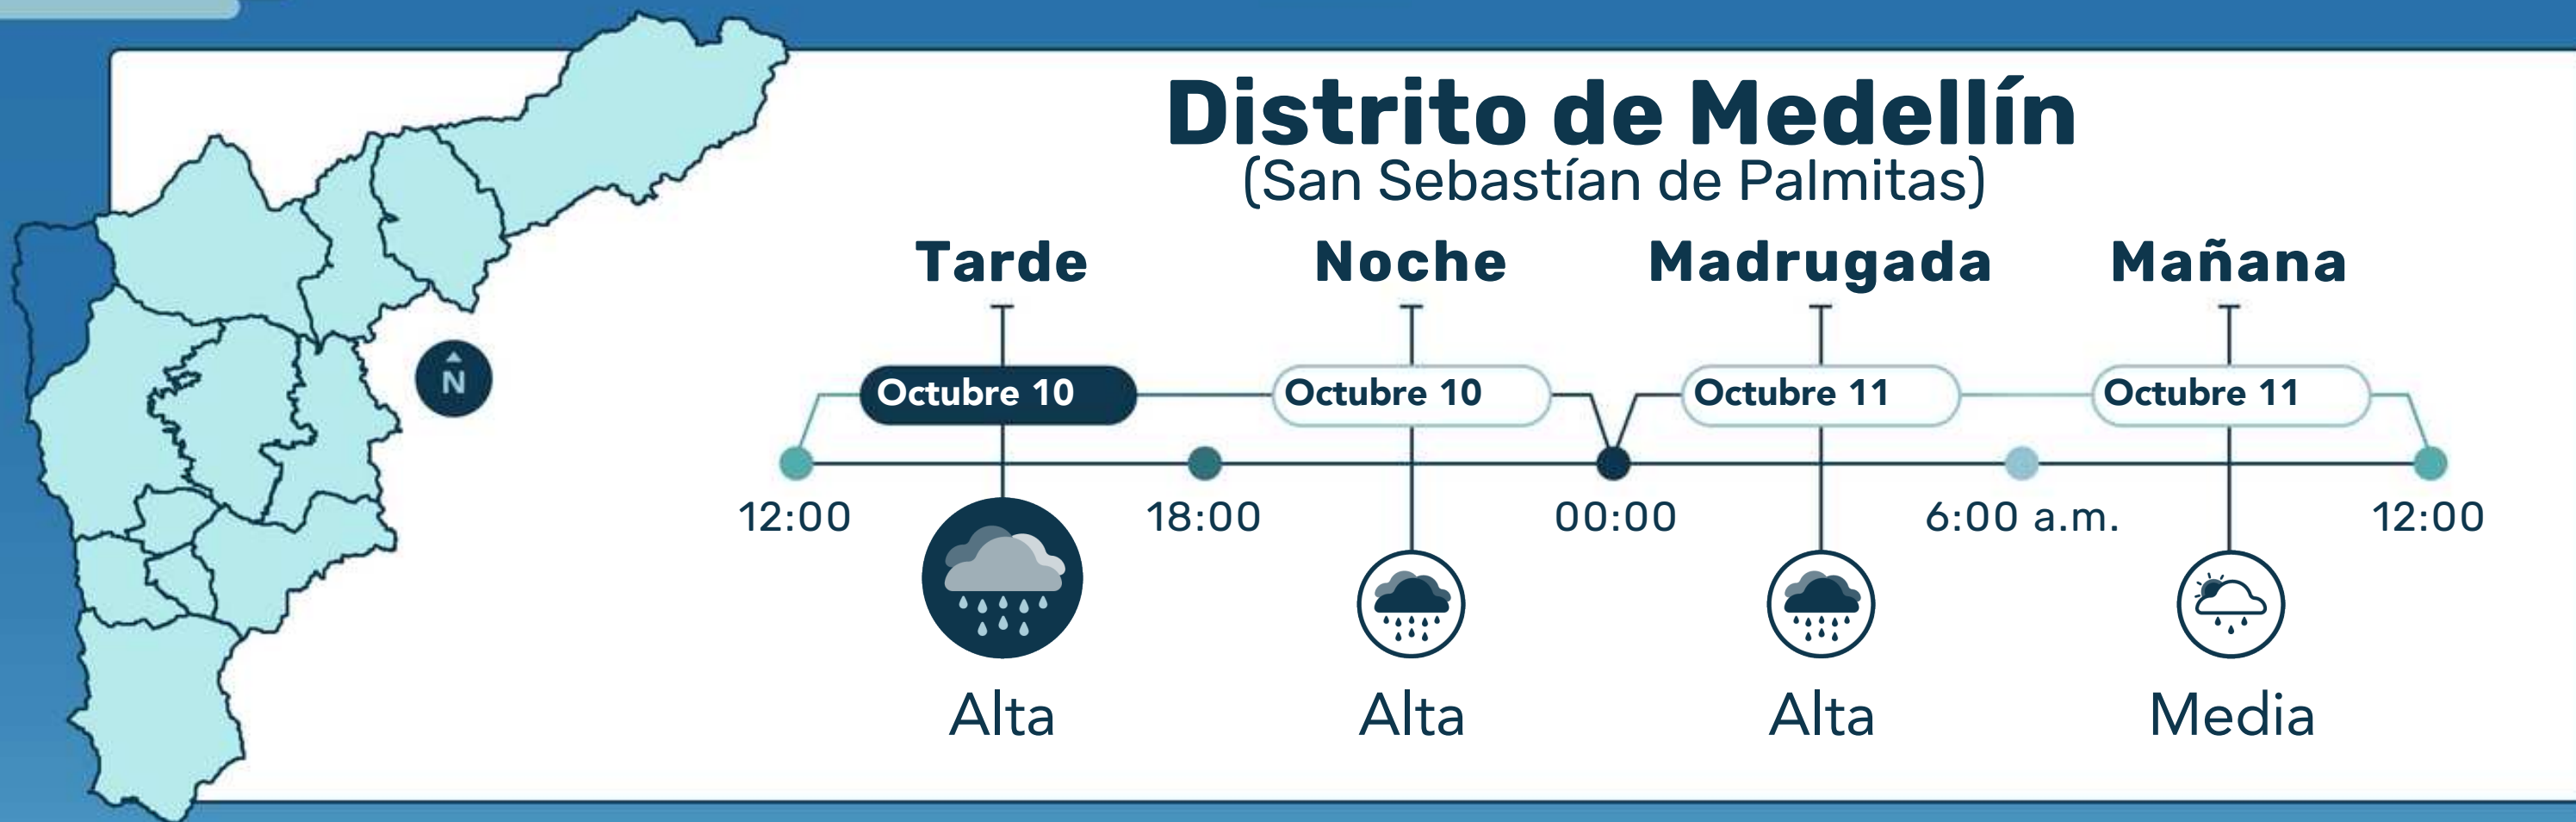 Distrito de Medellín
(San Sebastían de Palmitas)
Tarde Noche Madrugada Mañana
Octubre 10 Octubre 10 Octubre 11 Octubre 11
N
12:00 18:00 00:00 6:00 a.m. 12:00
Alta Alta Alta Media